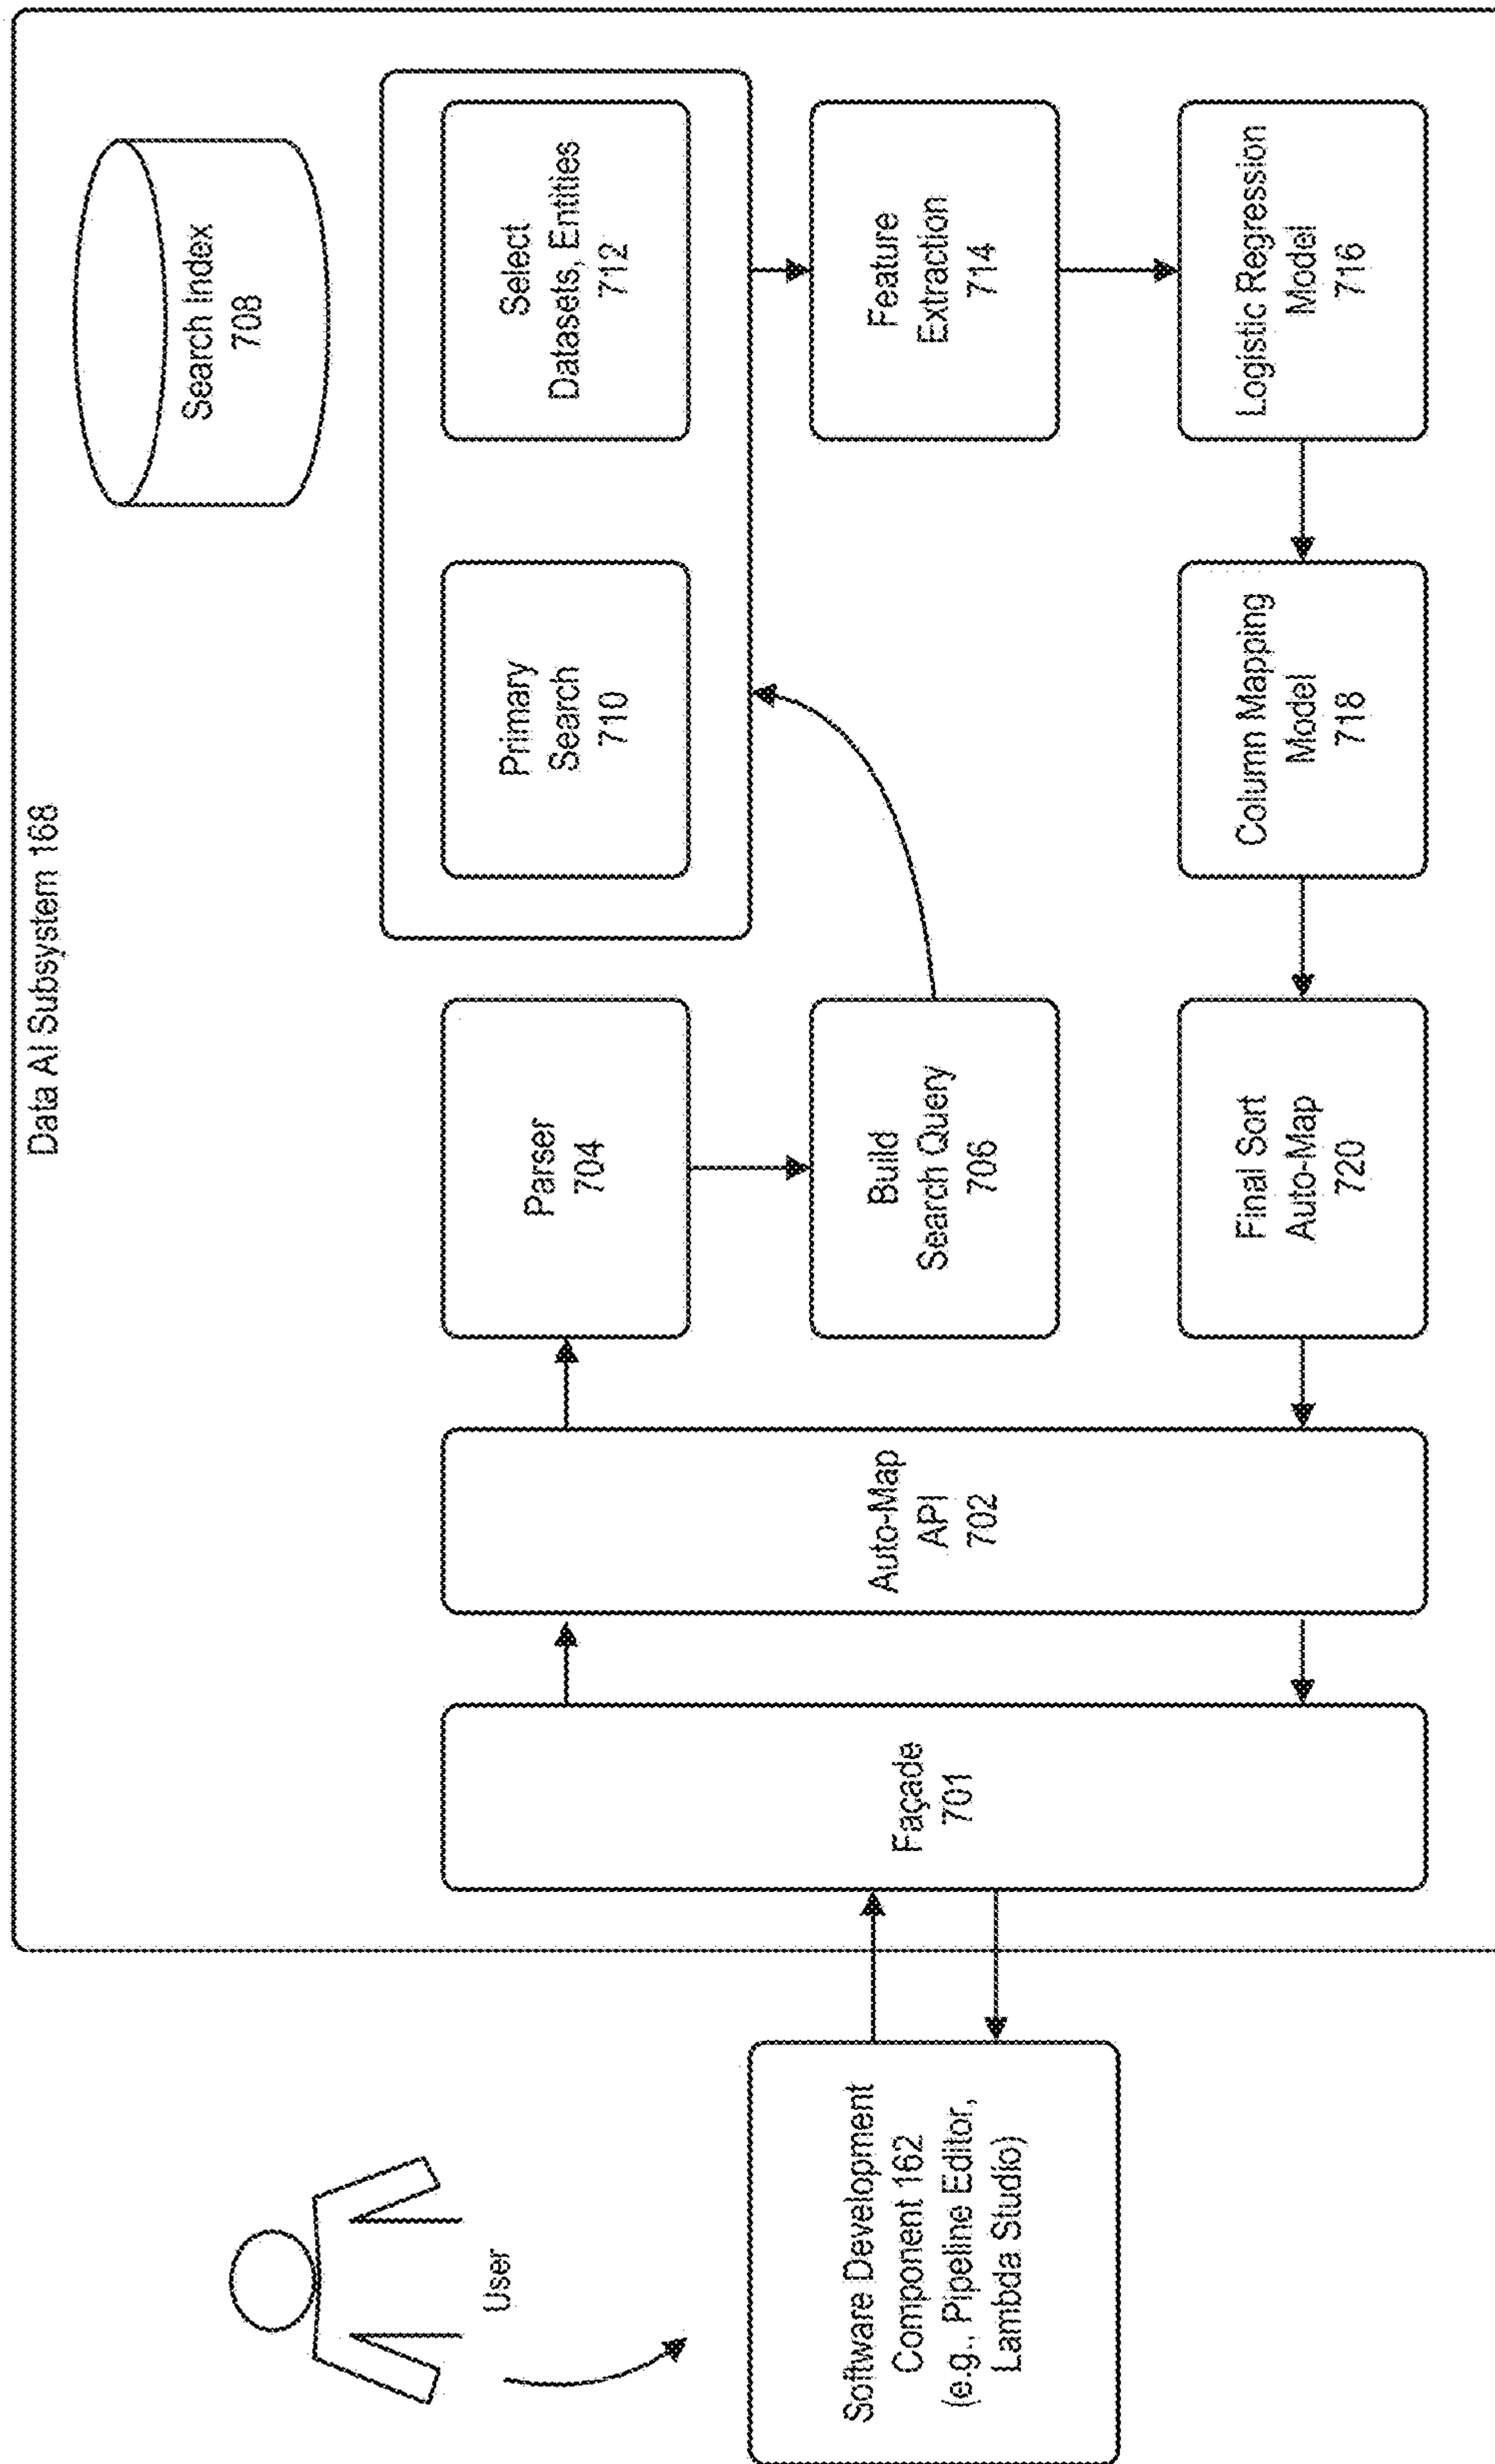 Data AI Subsystem 168
User
Software Development
Component 162
(e.g., Pipeline Editor,
Lambda Studio)
Façade
701
Auto-Map
API
702
Parser
704
Build
Search Query
706
Search Index
708
Primary
Search
710
Select
Datasets, Entities
712
Feature
Extraction
714
Logistic Regression
Model
716
Column Mapping
Model
718
Final Sort
Auto-Map
720